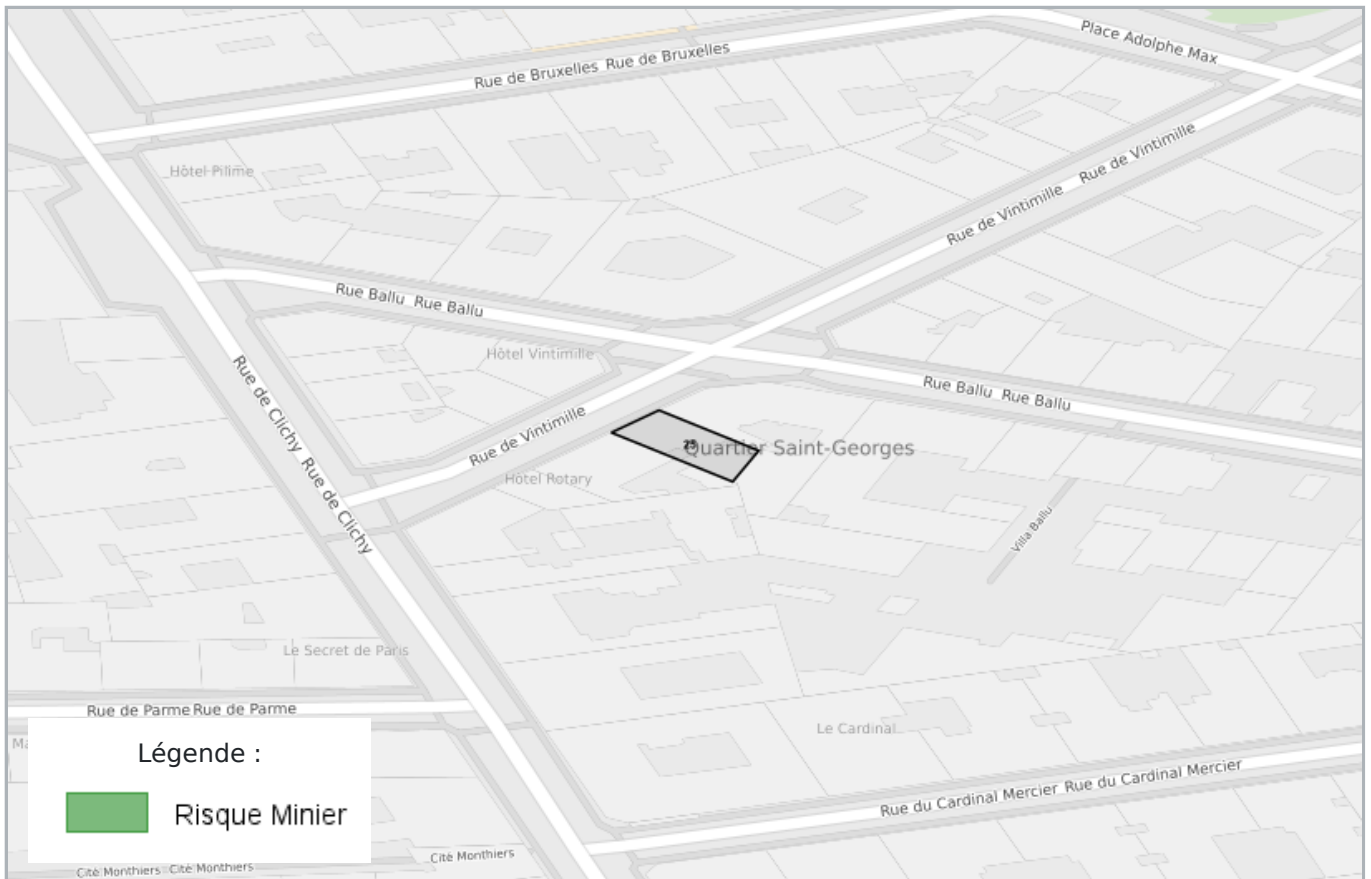 Place Adolphe Max
Rue de Bruxelles Rue de Bruxelles
Rue de Vintimille
Hôtel Pilime
Rue de Vintimille
Rue Ballu Rue Ballu
Hôtel Vintimille
Rue de Clichy Rue de Clichy
Rue Ballu Rue Ballu
Rue de Vintimille
Quartier Saint-Georges
Hôtel Rotary
Villa Ballu
Le Secret de Paris
Rue de Parme Rue de Parme
Le Cardinal
Légende :
Risque Minier
Rue du Cardinal Mercier Rue du Cardinal Mercier
Cité Monthiers
Cité Monthiers Cité Monthiers